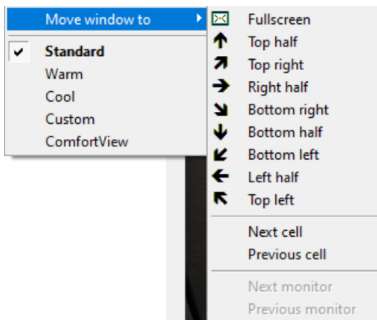 Move window to
Standard
Warm
Cool
Custom
ComfortView
Fullscreen
Top half
Top right
Right half
Bottom right
Bottom half
Bottom left
Left half
Top left
Next cell
Previous cell
Next monitor
Previous monitor